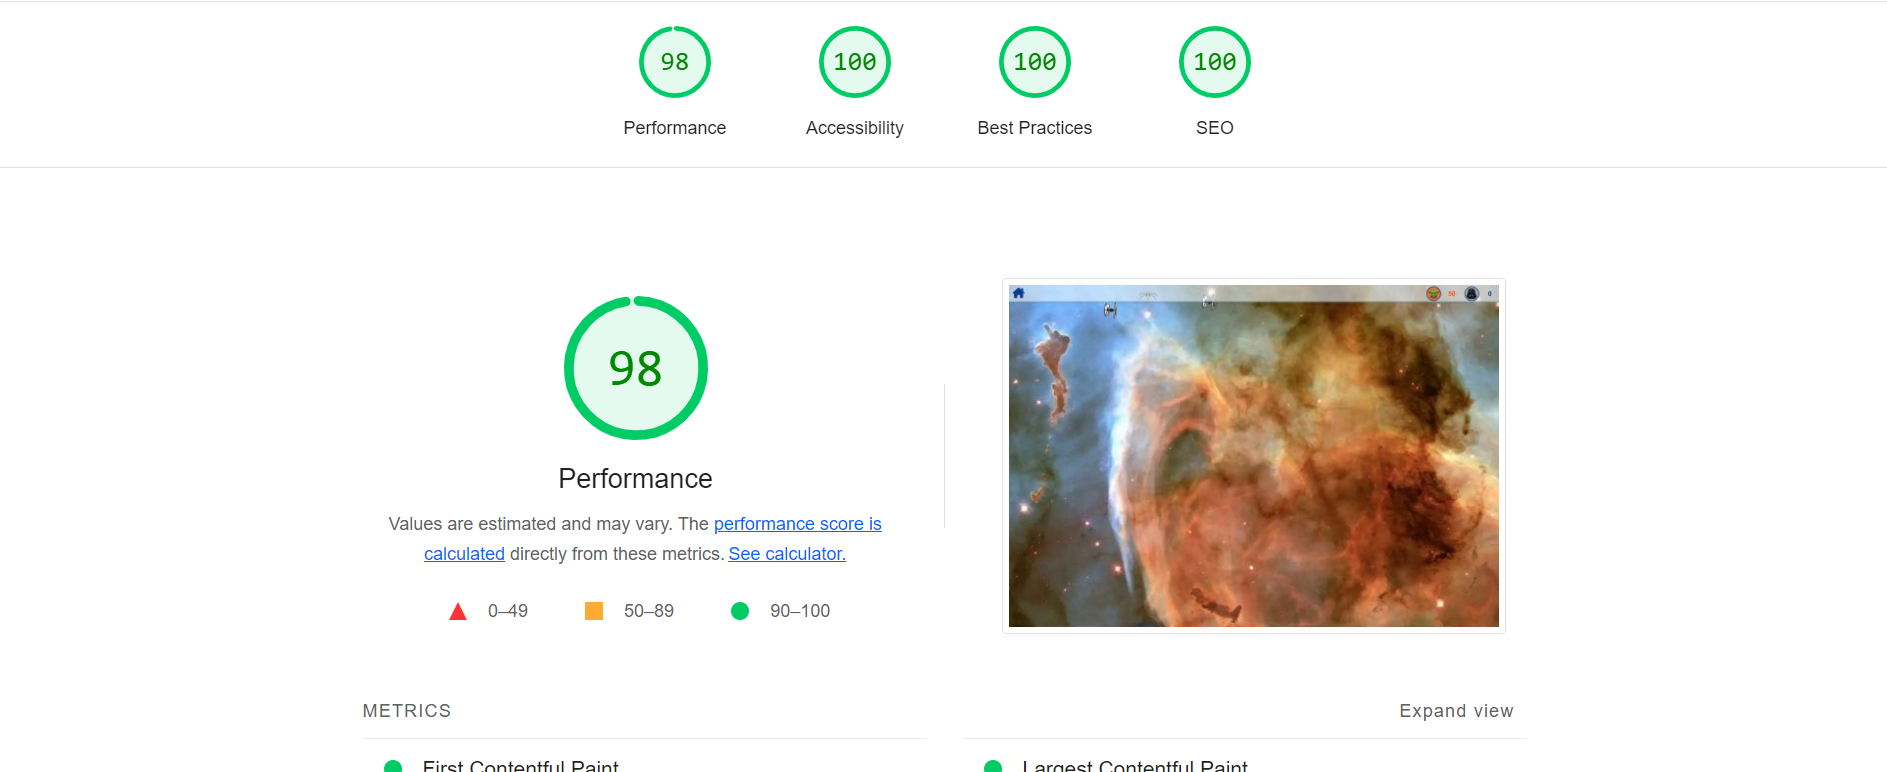 98
100
100
100
Performance
Accessibility
Best Practices
SEO
98
Performance
Values are estimated and may vary. The performance score is
calculated directly from these metrics. See calculator.
0–49
50–89
90–100
90
0
METRICS
Expand view
First Contentful Paint
Largest Contentful Paint